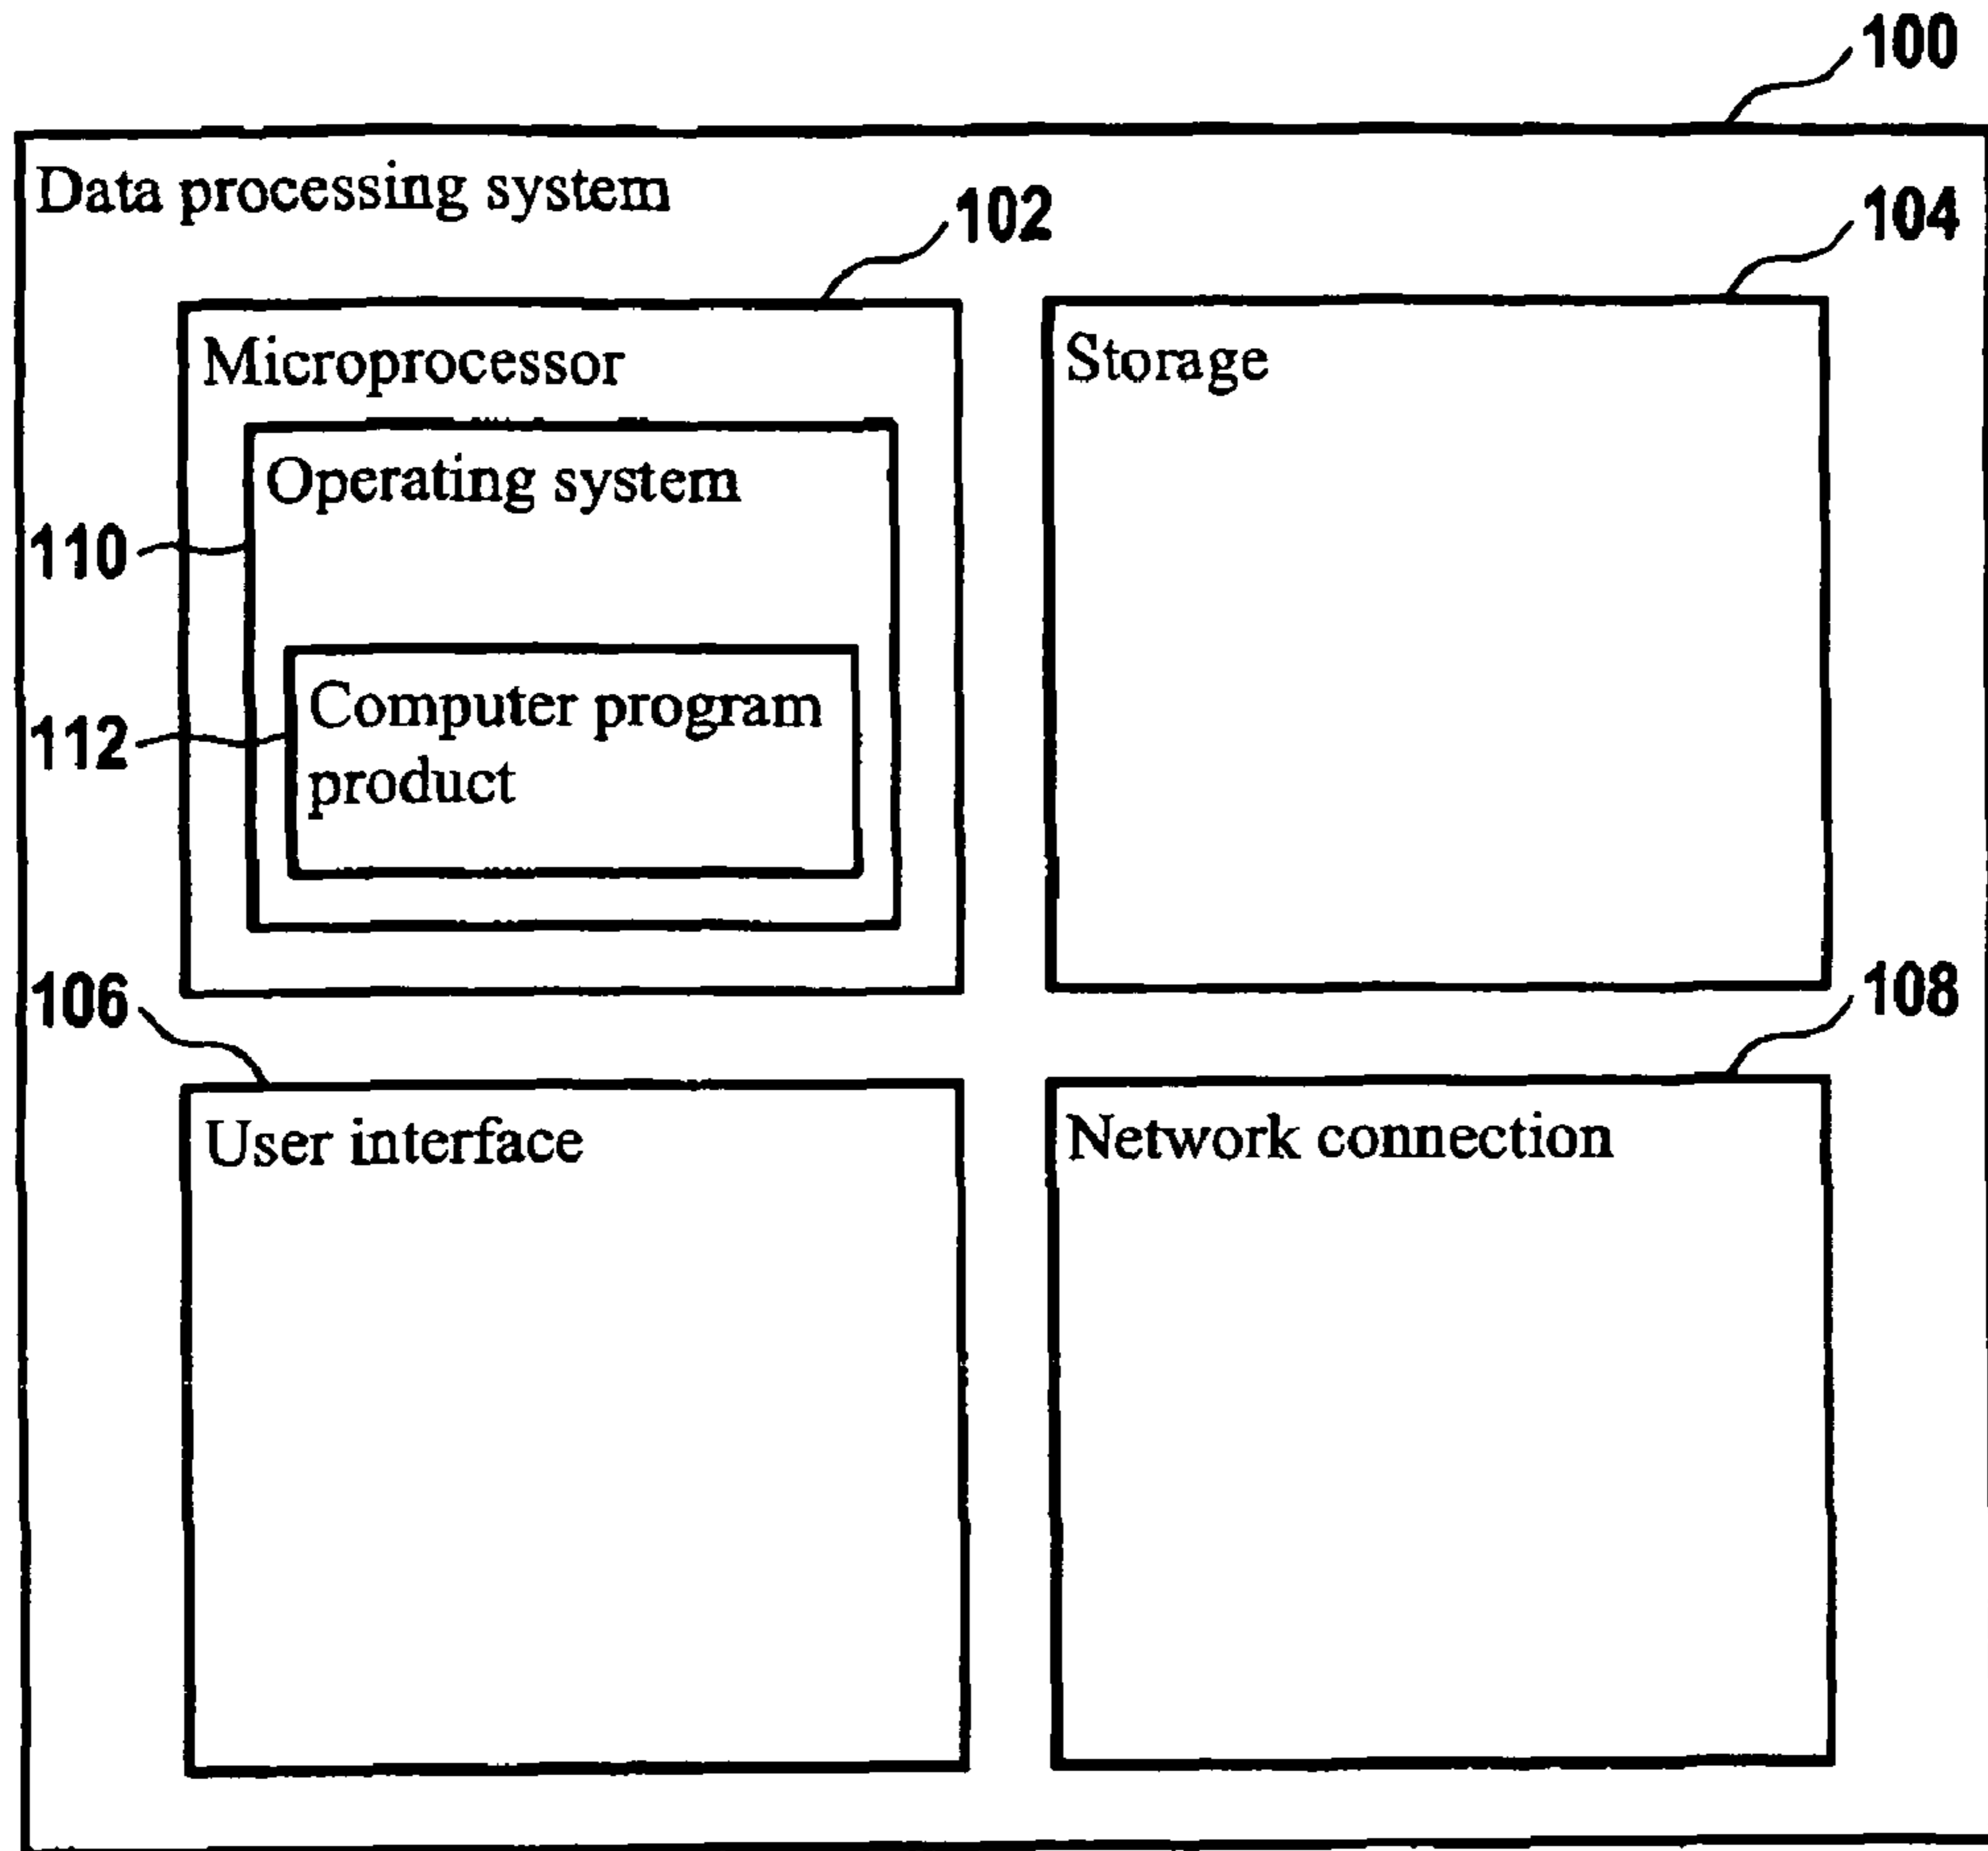 100
Data processing system
102
104
Microprocessor
Storage
Operating system
110
Computer program
product
112
106
108
User interface
Network connection